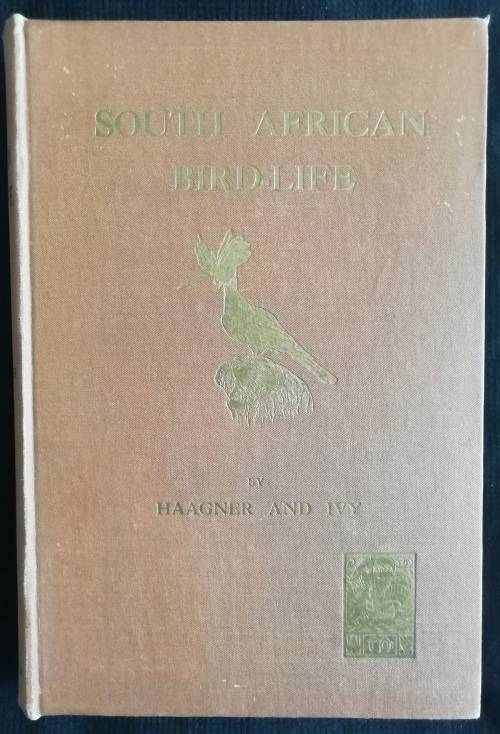 SOUTH AFRICAN
BIRD-LIFE
BY
HAAGNER AND IVY